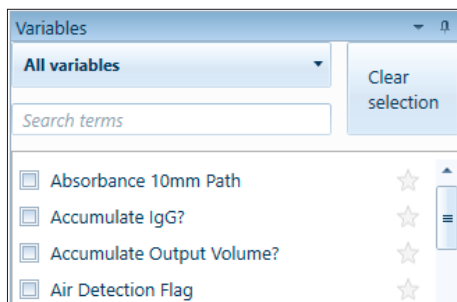 Variables
All variables
Clear
selection
Search terms
Absorbance 10mm Path
Accumulate IgG?
Accumulate Output Volume?
Air Detection Flag